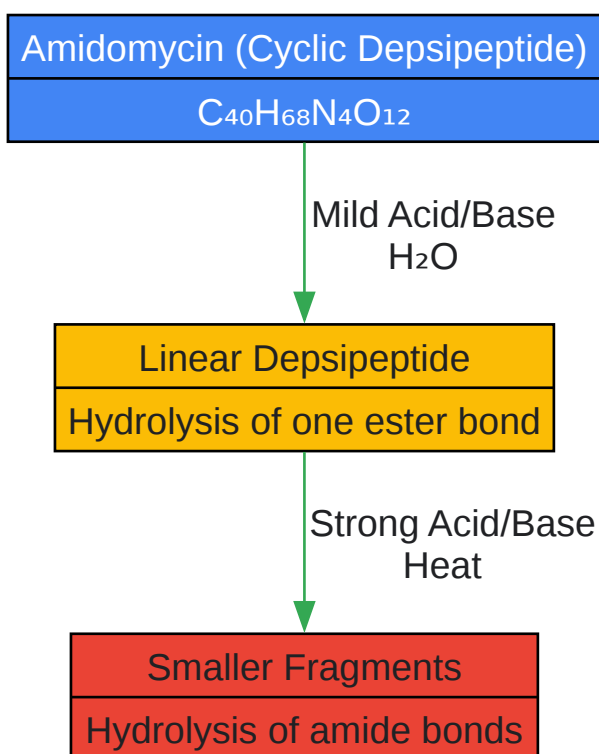 Amidomycin (Cyclic Depsipeptide)
C₄₀H₆₈N₄O₁₂
Mild Acid/Base
H₂O
Linear Depsipeptide
Hydrolysis of one ester bond
Strong Acid/Base
Heat
Smaller Fragments
Hydrolysis of amide bonds